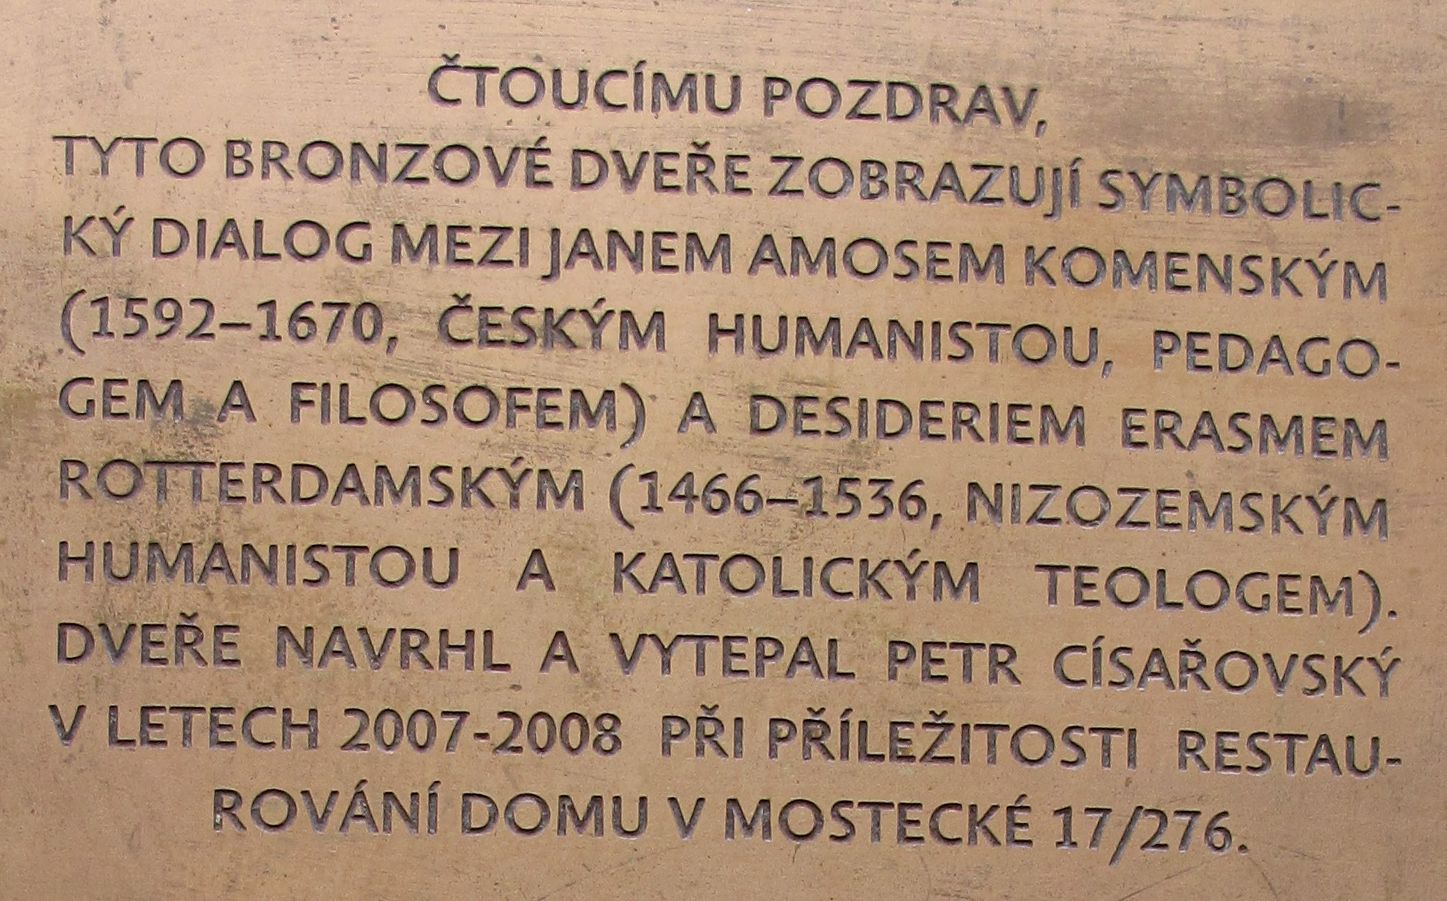 ČTOUCÍMU POZDRAV,
TYTO BRONZOVÉ DVEŘE ZOBRAZUJÍ SYMBOLIC-
KÝ DIALOG MEZI JANEM AMOSEM KOMENSKÝM
(1592–1670, ČESKÝM HUMANISTOU, PEDAGO-
GEM A FILOSOFEM) A DESIDERIEM ERASMEM
ROTTERDAMSKÝM (1466–1536, NIZOZEMSKÝM
HUMANISTOU A KATOLICKÝM TEOLOGEM).
DVEŘE NAVRHL A VYTEPAL PETR CÍSAŘOVSKÝ
V LETECH 2007-2008 PŘI PŘÍLEŽITOSTI RESTAU-
ROVÁNÍ DOMU V MOSTECKÉ 17/276.